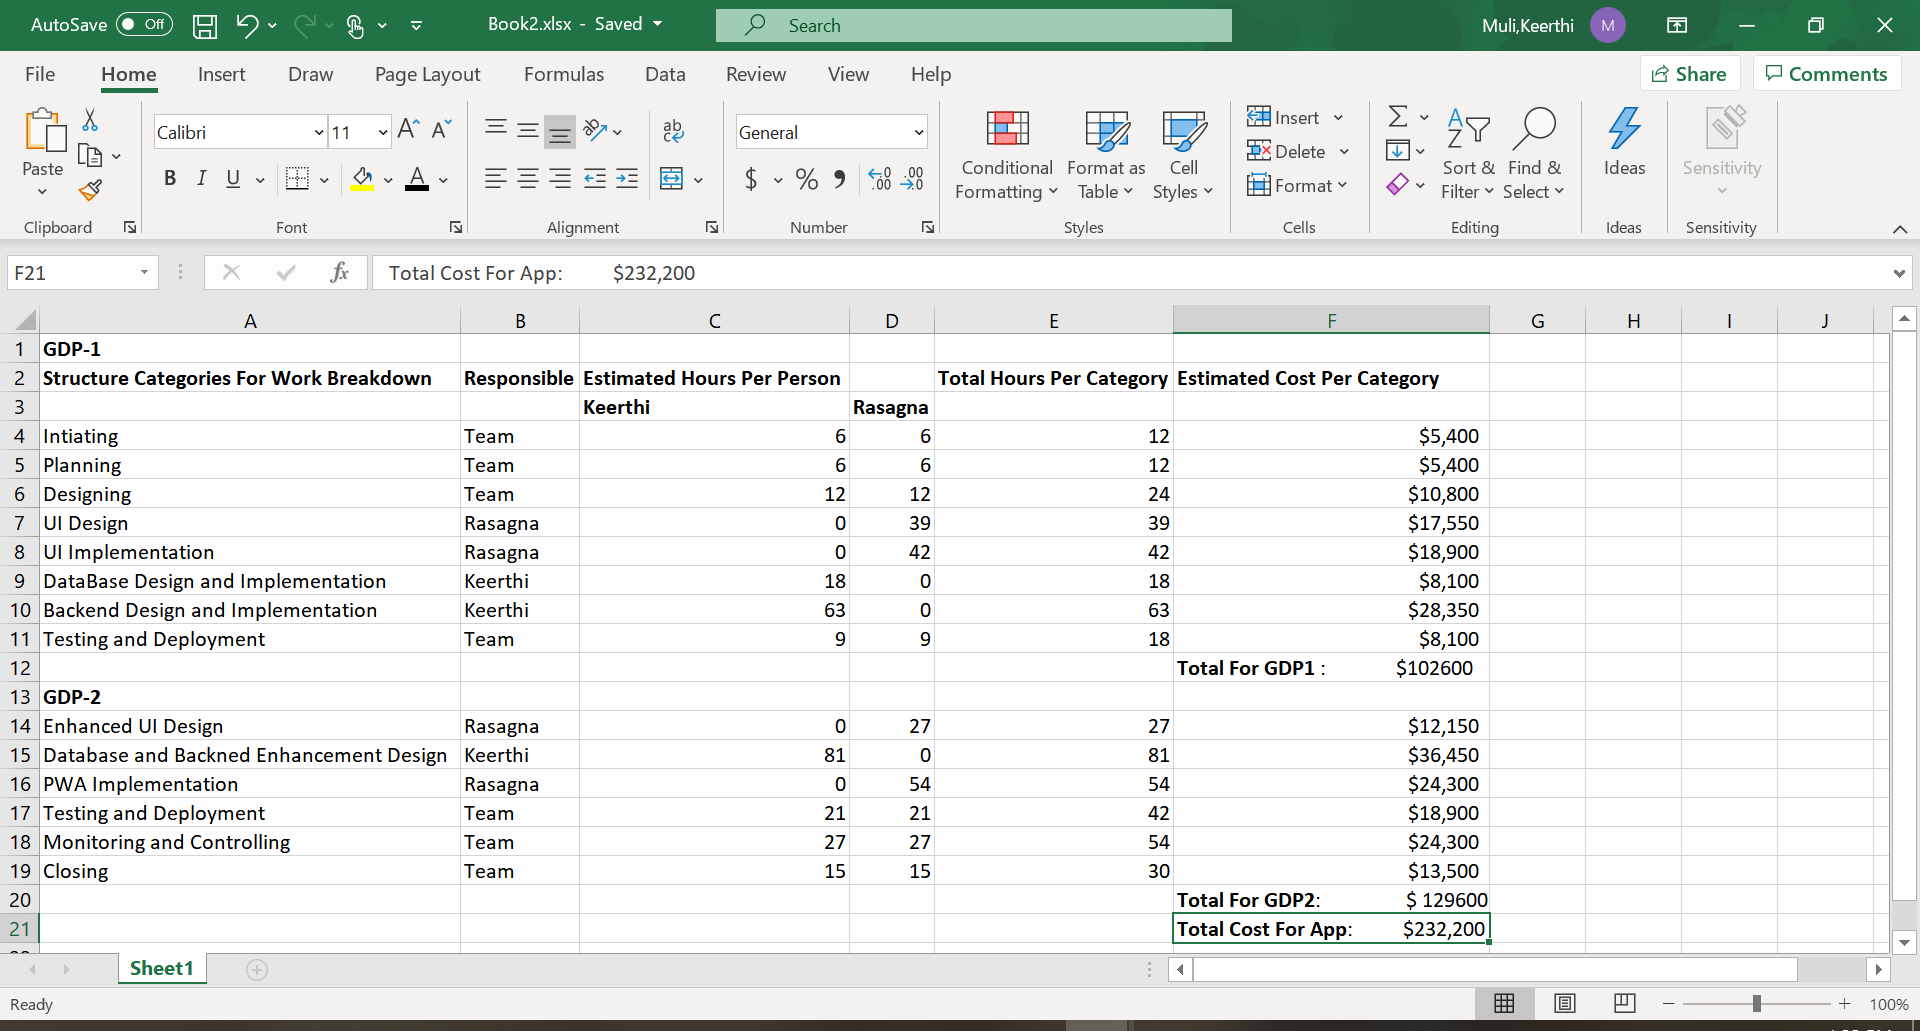 AutoSave Off Book2.xlsx - Saved Search Muli,Keerthi M
File Home Insert Draw Page Layout Formulas Data Review View Help Share Comments
Paste
Clipboard
Calibri 11
B I U A
Font
ab
Alignment
General
$ % , .00
Number
Conditional Formatting
Format as Table
Cell Styles
Styles
Insert
Delete
Format
Cells
Sort & Filter
Find & Select
Editing
Ideas
Ideas
Sensitivity
Sensitivity
F21 fx Total Cost For App: $232,200
A B C D E F G H I J
1 GDP-1
2 Structure Categories For Work Breakdown Responsible Estimated Hours Per Person Total Hours Per Category Estimated Cost Per Category
3 Keerthi Rasagna
4 Intiating Team 6 6 12 $5,400
5 Planning Team 6 6 12 $5,400
6 Designing Team 12 12 24 $10,800
7 UI Design Rasagna 0 39 39 $17,550
8 UI Implementation Rasagna 0 42 42 $18,900
9 DataBase Design and Implementation Keerthi 18 0 18 $8,100
10 Backend Design and Implementation Keerthi 63 0 63 $28,350
11 Testing and Deployment Team 9 9 18 $8,100
12 Total For GDP1 : $102600
13 GDP-2
14 Enhanced UI Design Rasagna 0 27 27 $12,150
15 Database and Backned Enhancement Design Keerthi 81 0 81 $36,450
16 PWA Implementation Rasagna 0 54 54 $24,300
17 Testing and Deployment Team 21 21 42 $18,900
18 Monitoring and Controlling Team 27 27 54 $24,300
19 Closing Team 15 15 30 $13,500
20 Total For GDP2: $ 129600
21 Total Cost For App: $232,200
Sheet1
Ready 100%